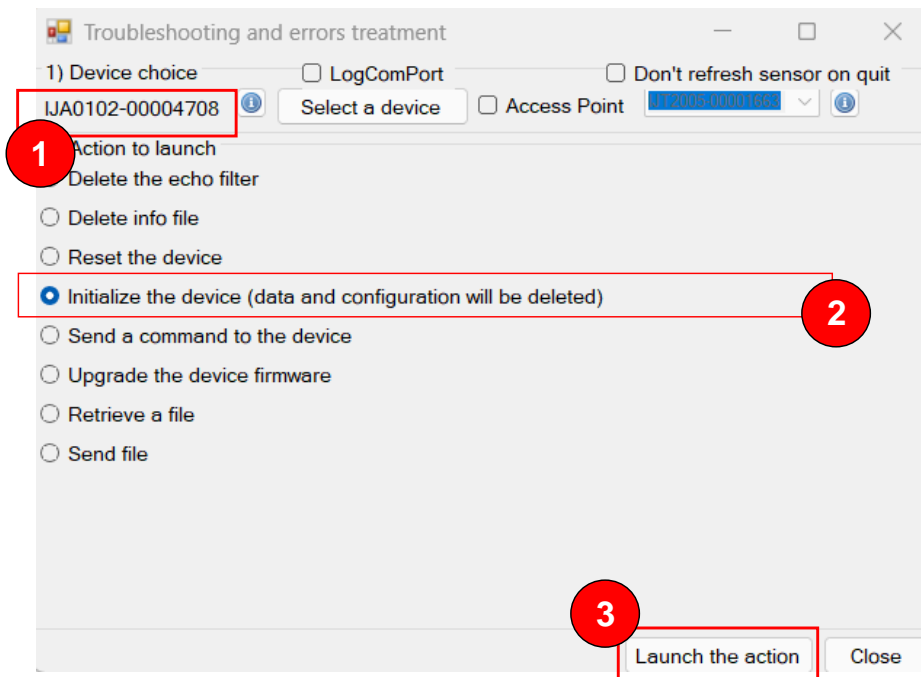 Troubleshooting and errors treatment
1) Device choice LogComPort Don't refresh sensor on quit
IJA0102-00004708 Select a device Access Point IJT2005-00001663
1 Action to launch
Delete the echo filter
Delete info file
Reset the device
Initialize the device (data and configuration will be deleted)
2
Send a command to the device
Upgrade the device firmware
Retrieve a file
Send file
3
Launch the action Close